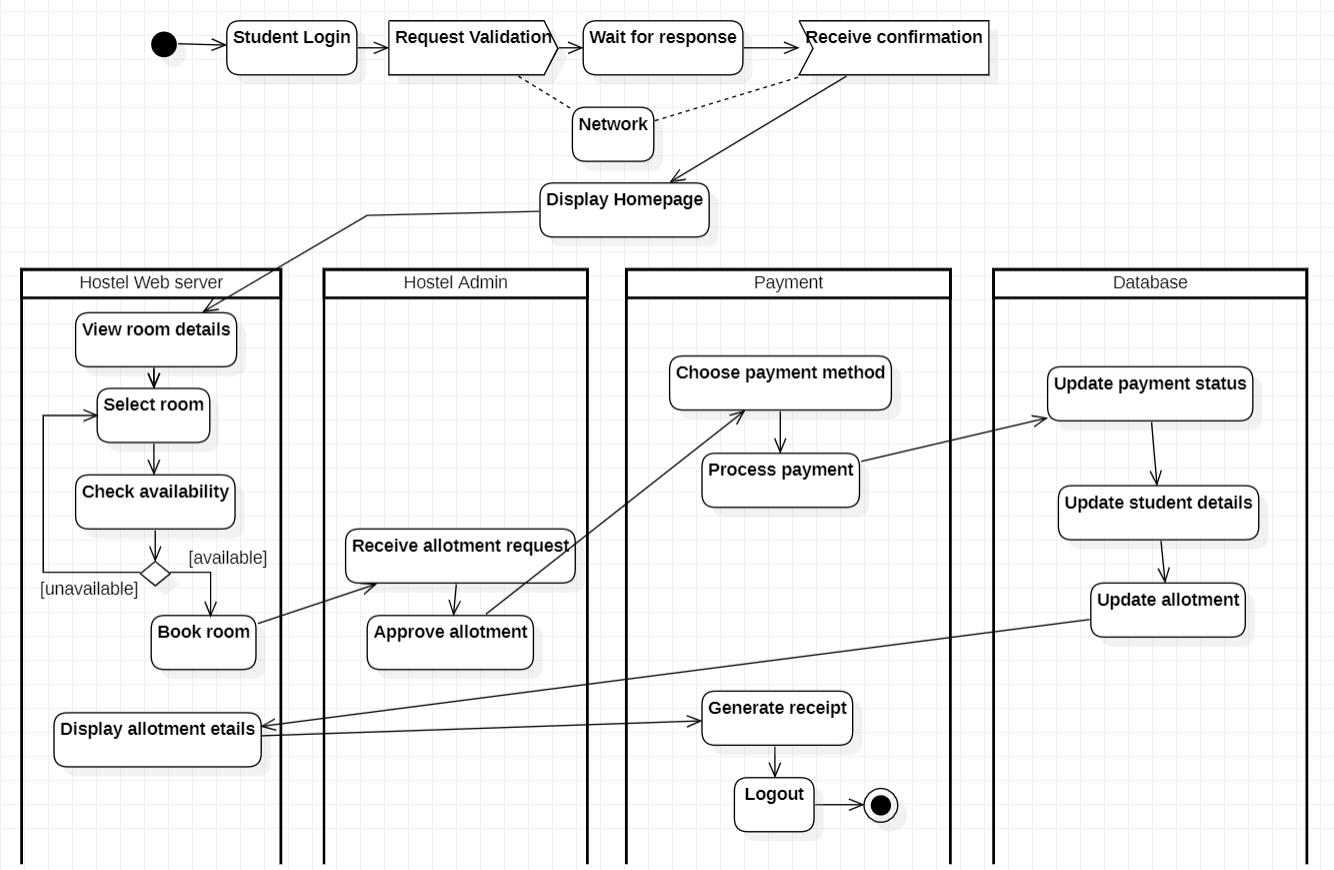 Student Login
Request Validation
Wait for response
Receive confirmation
Network
Display Homepage
Hostel Web server
Hostel Admin
Payment
Database
View room details
Select room
Check availability
[available]
[unavailable]
Book room
Display allotment etails
Receive allotment request
Approve allotment
Choose payment method
Process payment
Generate receipt
Logout
Update payment status
Update student details
Update allotment